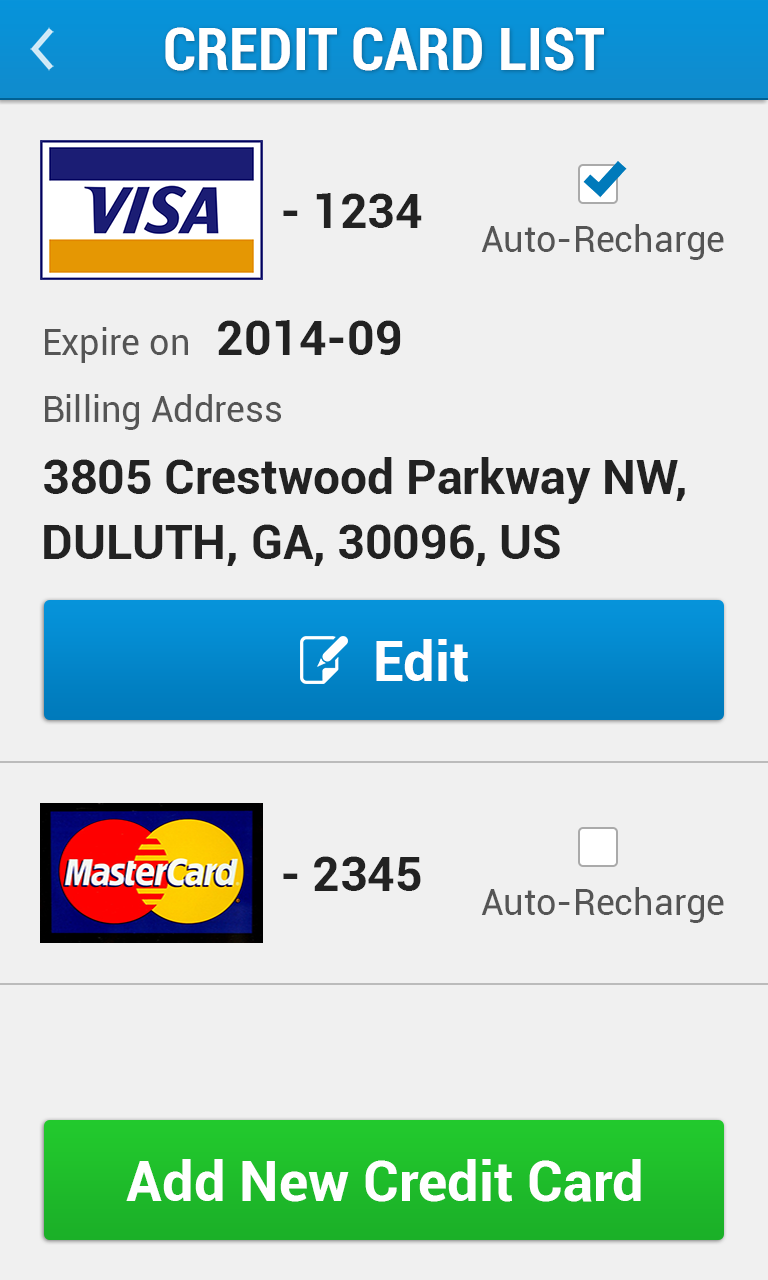 CREDIT CARD LIST
VISA - 1234
Auto-Recharge
Expire on 2014-09
Billing Address
3805 Crestwood Parkway NW,
DULUTH, GA, 30096, US
Edit
MasterCard - 2345
Auto-Recharge
Add New Credit Card